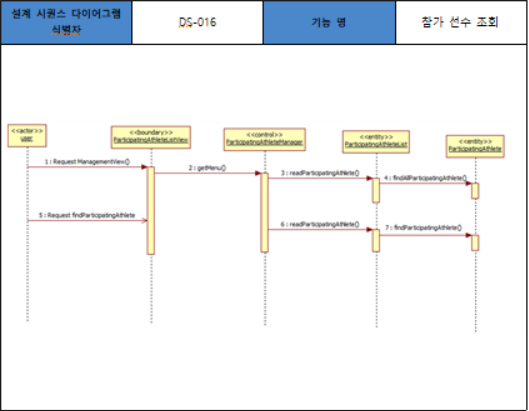 설계 시퀀스 다이어그램
식별자
DS-016
기능 명
참가 선수 조회
<<actor>>
user
<<boundary>>
ParticipatingAthleteListView
<<control>>
ParticipatingAthleteManager
<<entity>>
ParticipatingAthleteList
<<entity>>
ParticipatingAthlete
1 : Request ManagementView()
2 : getMenu()
3 : readParticipatingAthlete()
4 : findAllParticipatingAthlete()
5 : Request findParticipatingAthlete
6 : readParticipatingAthlete()
7 : findParticipatingAthlete()